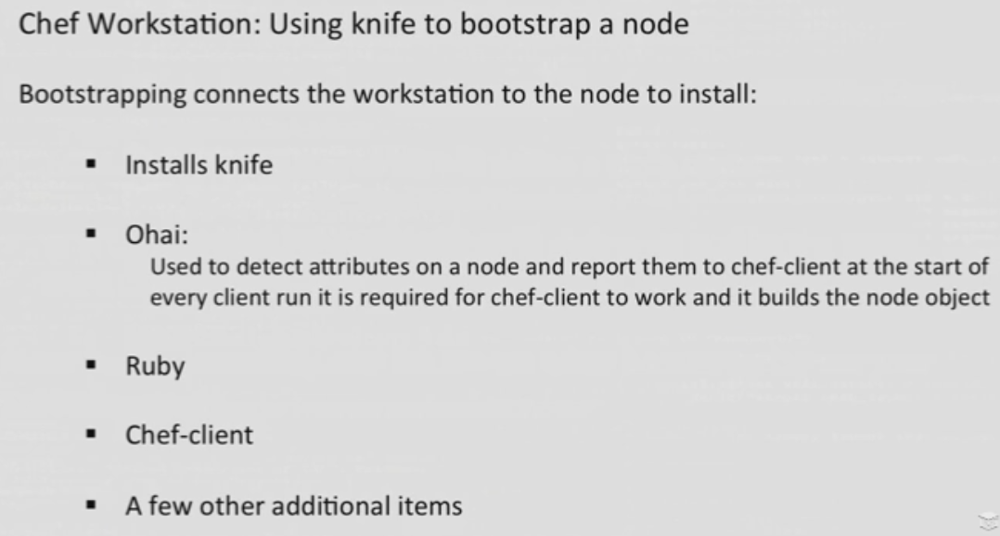 Chef Workstation: Using knife to bootstrap a node
Bootstrapping connects the workstation to the node to install:
▪ Installs knife
▪ Ohai:
Used to detect attributes on a node and report them to chef-client at the start of
every client run it is required for chef-client to work and it builds the node object
▪ Ruby
▪ Chef-client
▪ A few other additional items